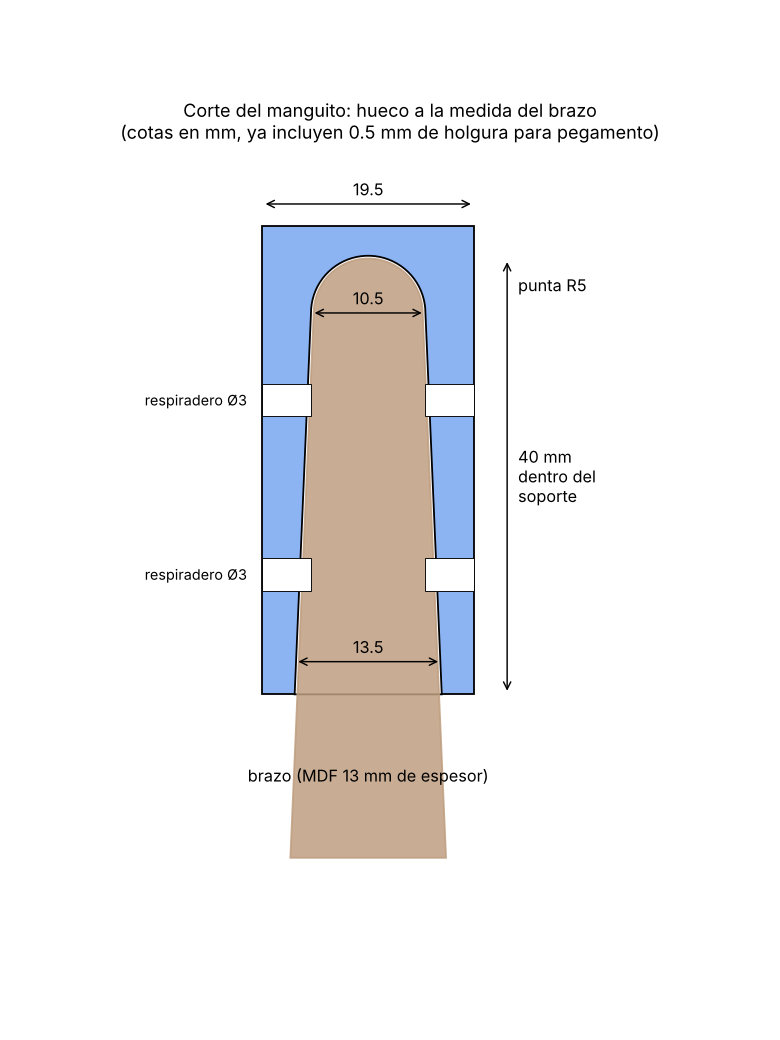 Corte del manguito: hueco a la medida del brazo
(cotas en mm, ya incluyen 0.5 mm de holgura para pegamento)
19.5
punta R5
10.5
respiradero Ø3
40 mm
dentro del
soporte
respiradero Ø3
13.5
brazo (MDF 13 mm de espesor)